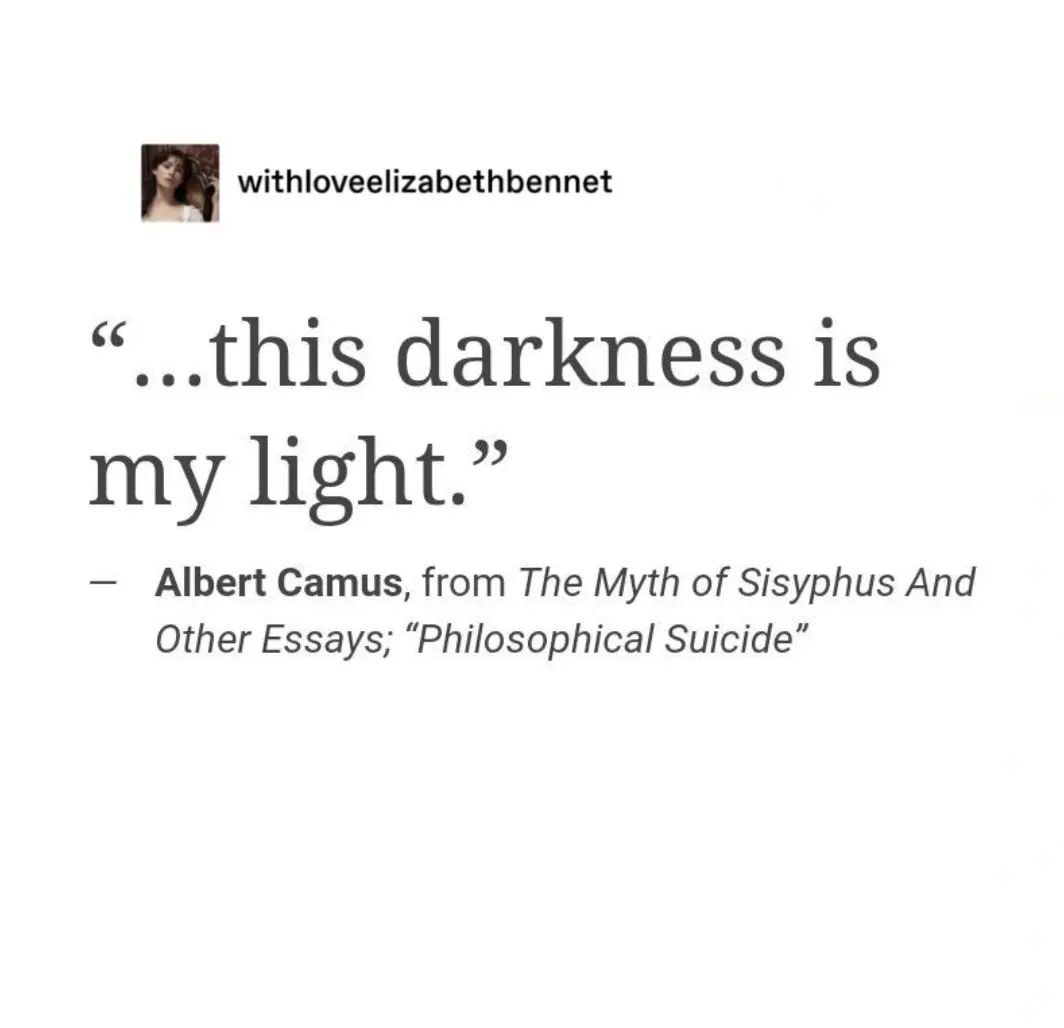 withloveelizabethbennet
“...this darkness is
my light.”
— Albert Camus, from The Myth of Sisyphus And
Other Essays; “Philosophical Suicide”